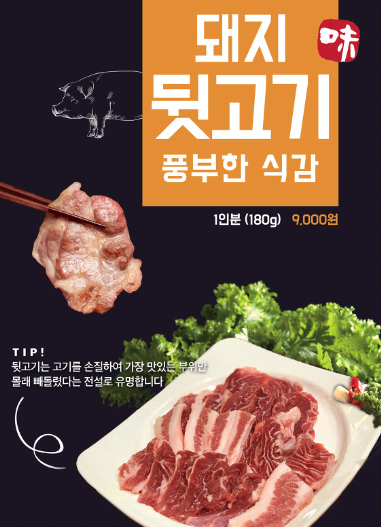 돼지
味
뒷고기
풍부한 식감
1인분 (180g) 9,000원
TIP!
뒷고기는 고기를 손질하여 가장 맛있는 부위만
몰래 빼돌렸다는 전설로 유명합니다